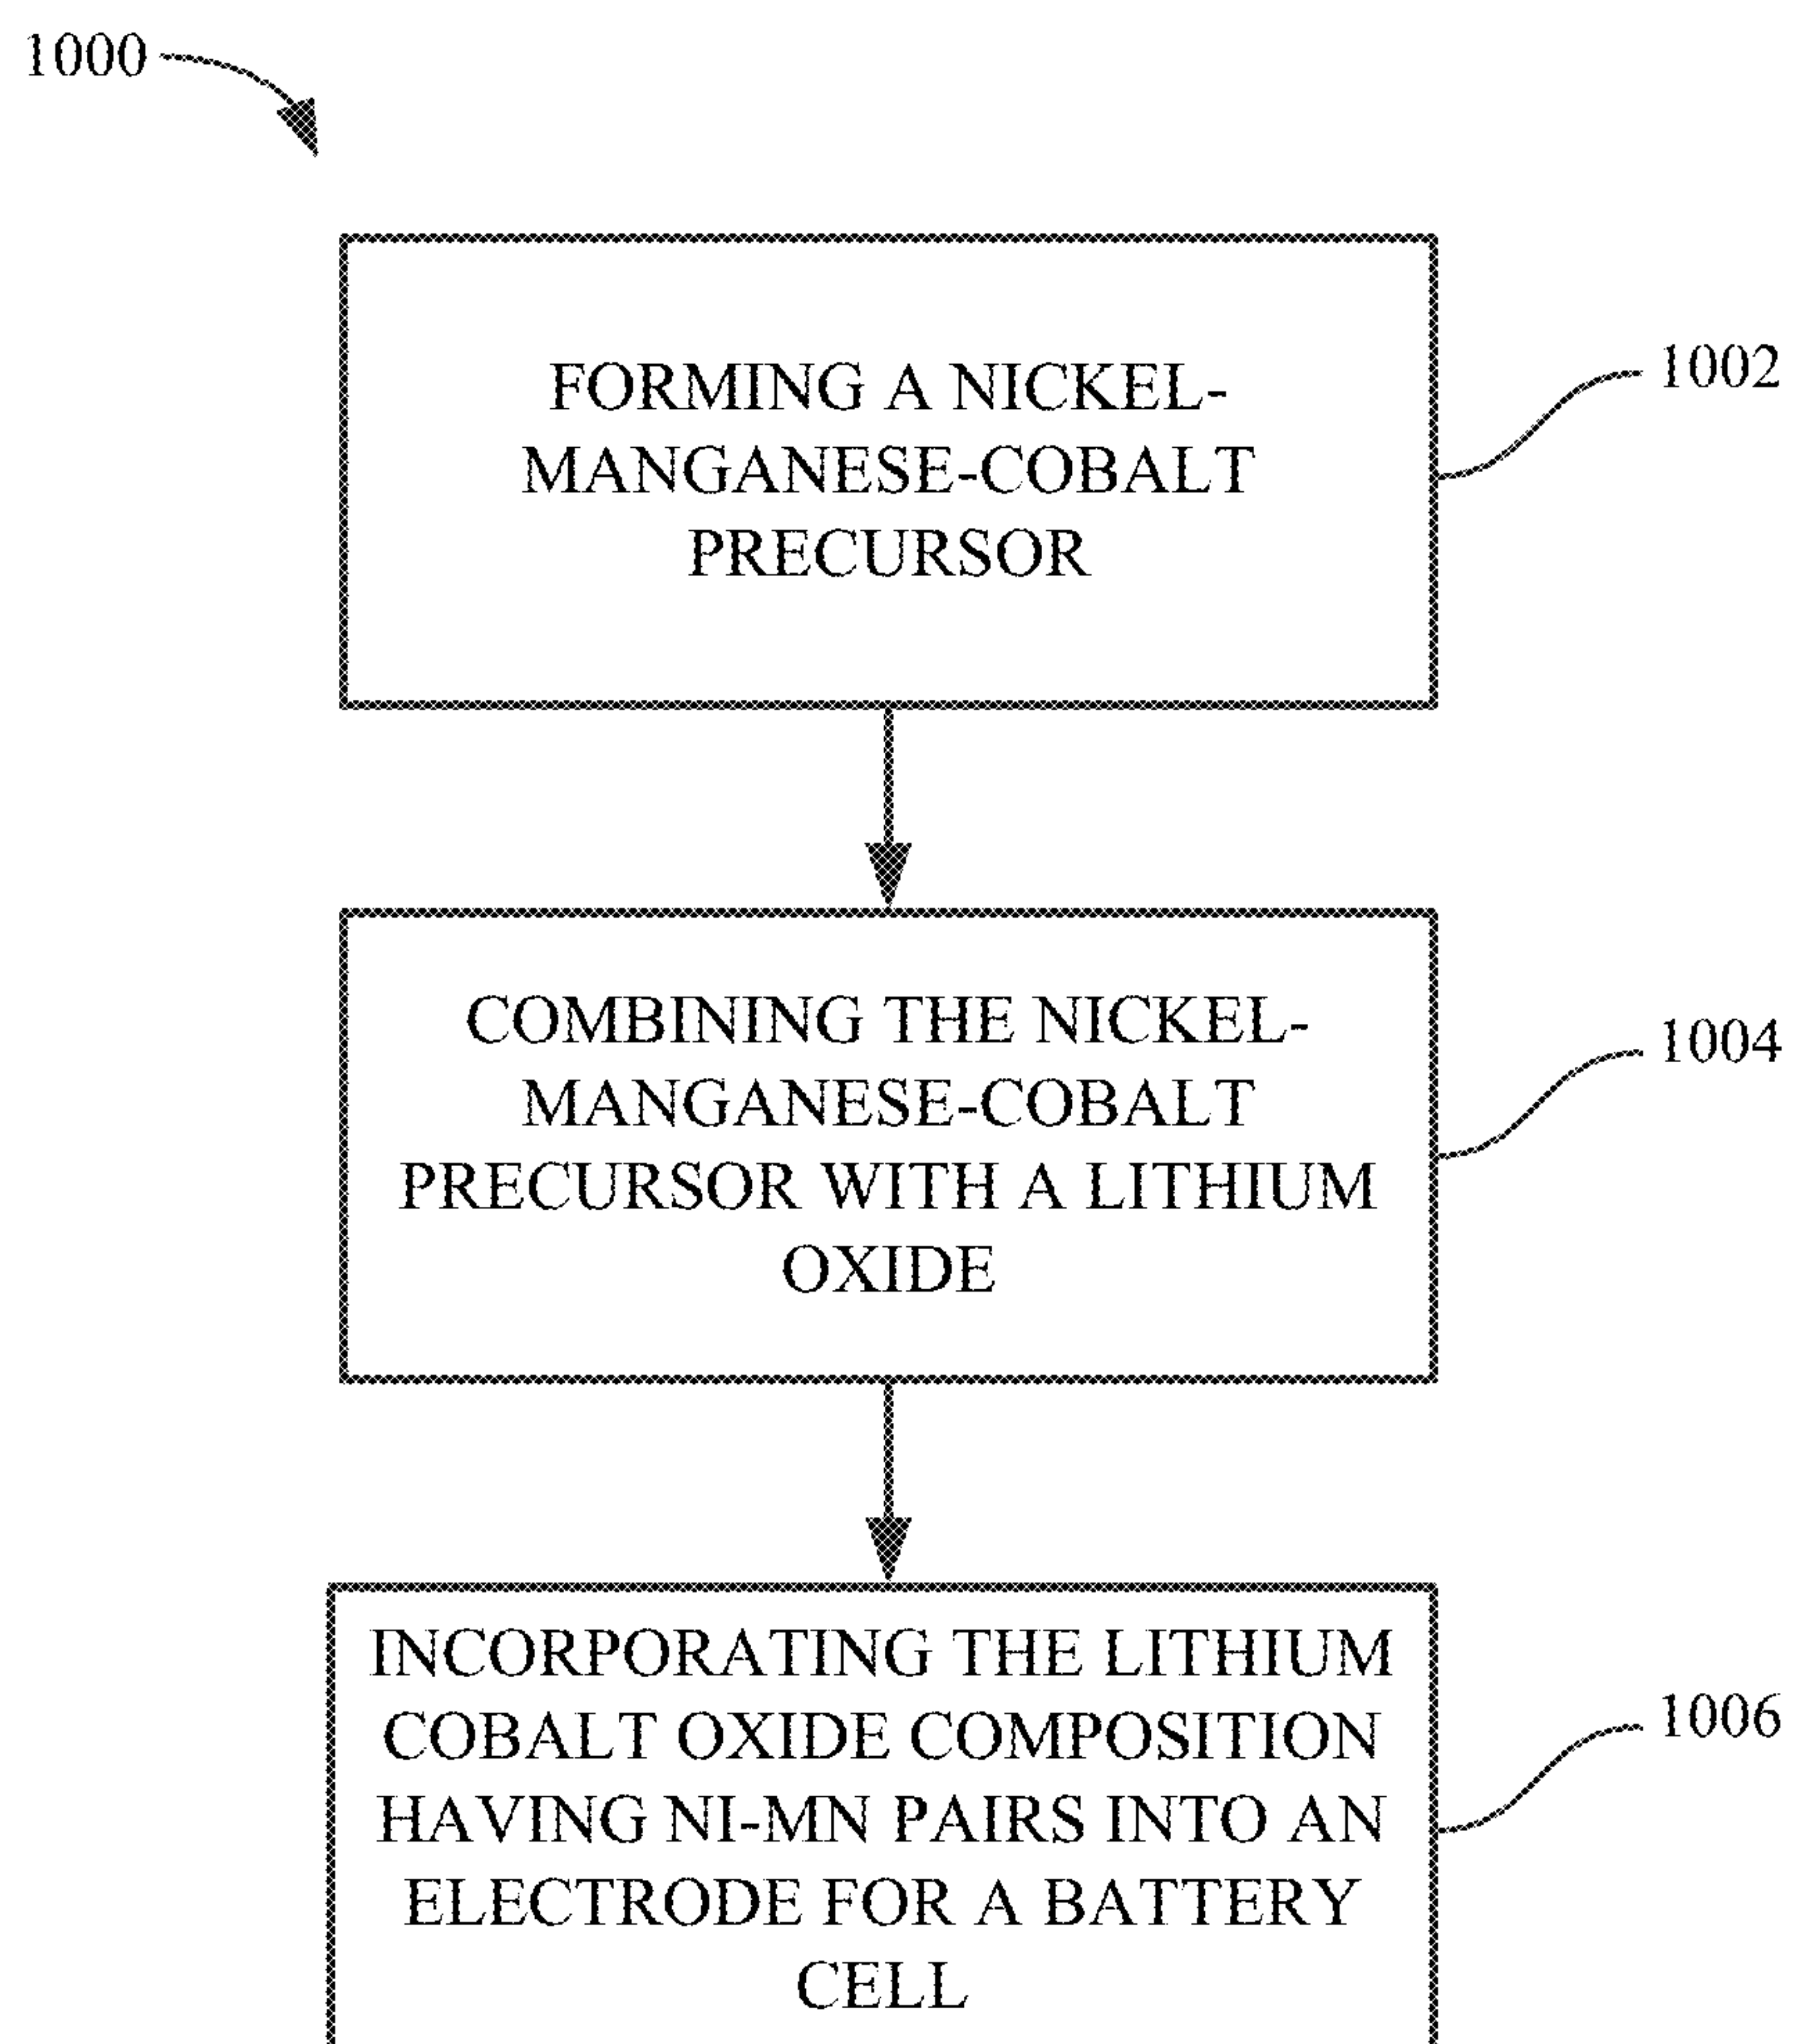 1000
FORMING A NICKEL-
MANGANESE-COBALT
PRECURSOR
1002
COMBINING THE NICKEL-
MANGANESE-COBALT
PRECURSOR WITH A LITHIUM
OXIDE
1004
INCORPORATING THE LITHIUM
COBALT OXIDE COMPOSITION
HAVING NI-MN PAIRS INTO AN
ELECTRODE FOR A BATTERY
CELL
1006